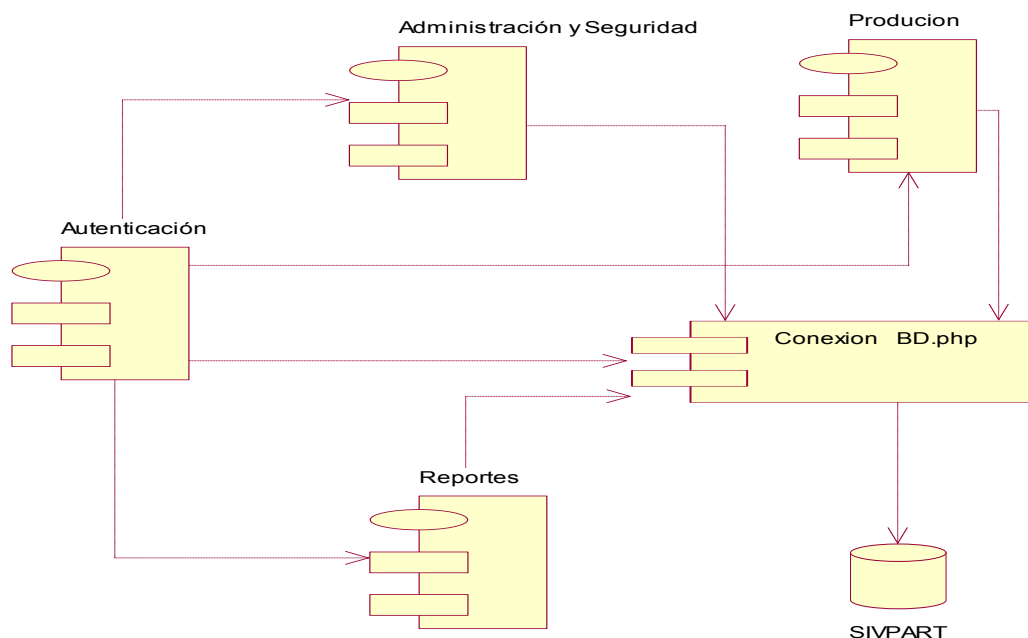 Producion
Administración y Seguridad
Autenticación
Conexion BD.php
Reportes
SIVPART